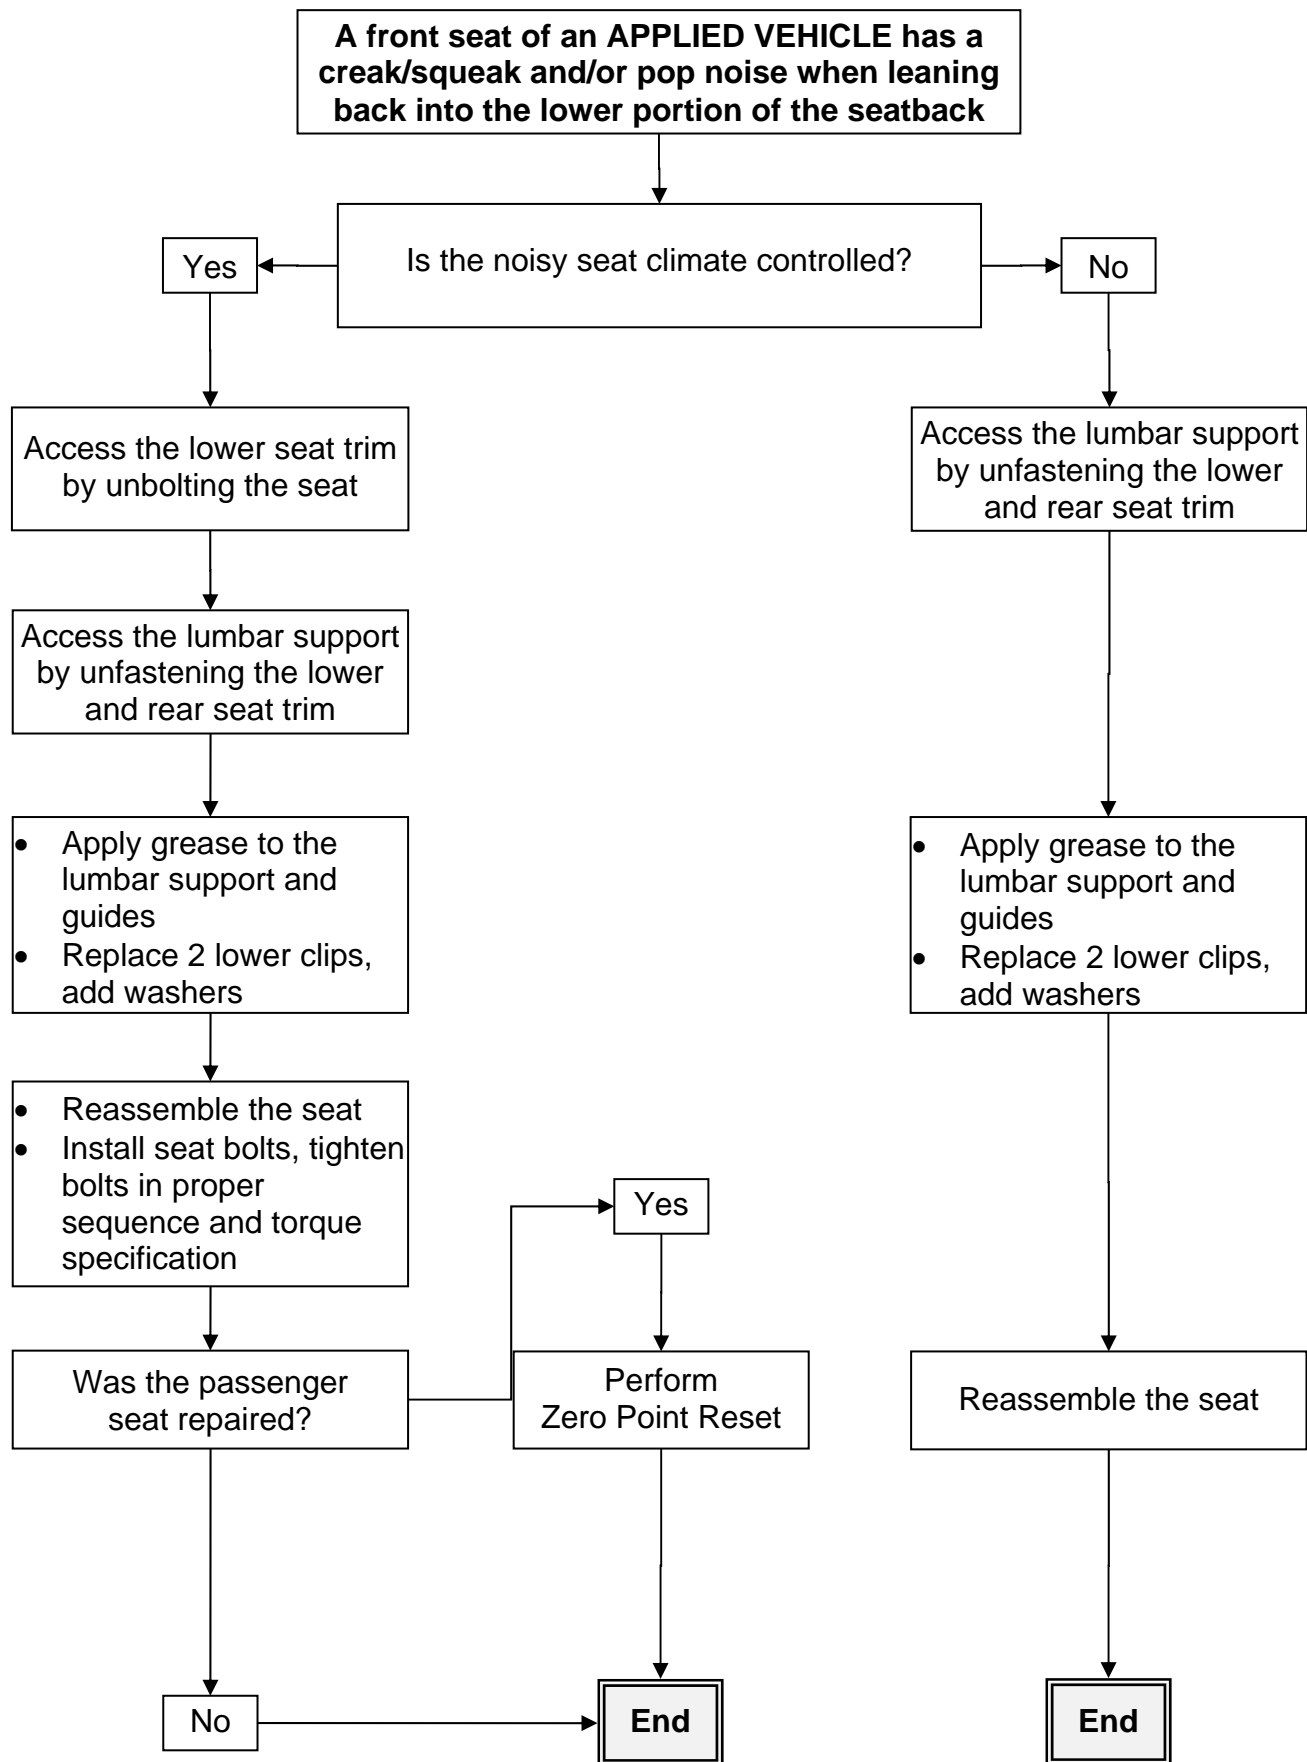 A front seat of an APPLIED VEHICLE has a
creak/squeak and/or pop noise when leaning
back into the lower portion of the seatback
Is the noisy seat climate controlled?
Yes
No
Access the lower seat trim
by unbolting the seat
Access the lumbar support
by unfastening the lower
and rear seat trim
• Apply grease to the
lumbar support and
guides
• Replace 2 lower clips,
add washers
• Reassemble the seat
• Install seat bolts, tighten
bolts in proper
sequence and torque
specification
Was the passenger
seat repaired?
Yes
Perform
Zero Point Reset
No
End
Access the lumbar support
by unfastening the lower
and rear seat trim
• Apply grease to the
lumbar support and
guides
• Replace 2 lower clips,
add washers
Reassemble the seat
End